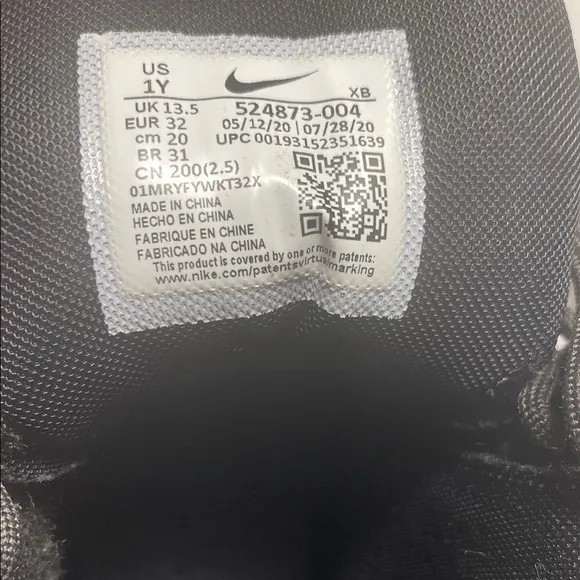 US
1Y
XB
UK 13.5
524873-004
EUR 32
05/12/20 | 07/28/20
cm 20
UPC 00193152351639
BR 31
CN 200(2.5)
01MRYFYWKT32X
MADE IN CHINA
HECHO EN CHINA
FABRIQUE EN CHINE
FABRICADO NA CHINA
This product is covered by one or more patents:
www.nike.com/patentsvirtualmarking